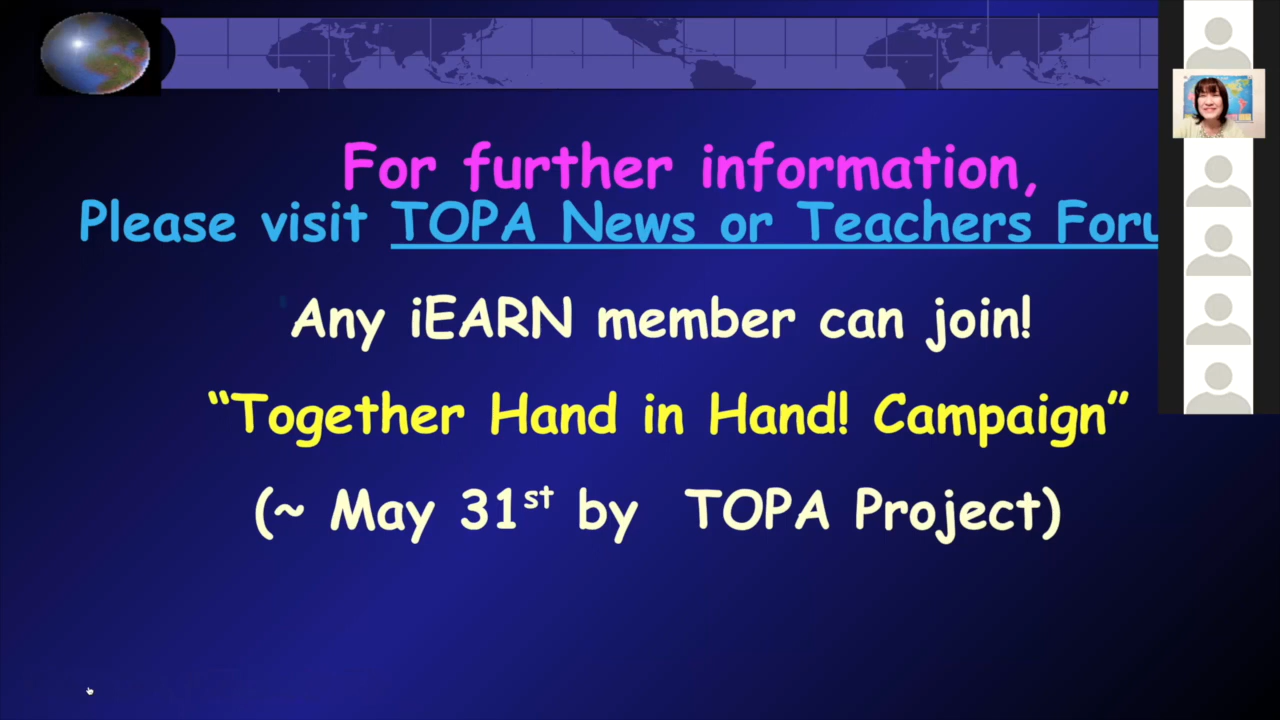 For further information,
Please visit TOPA News or Teachers
Any iEARN member can join!
“Together Hand in Hand! Campaign”
(~ May 31st by TOPA Project)